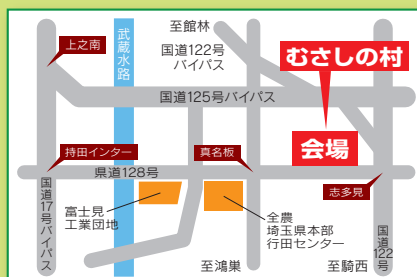 至館林
上之南
武蔵水路
国道122号
バイパス
むさしの村
国道125号バイパス
会場
持田インター
真名板
県道128号
志多見
国道17号バイパス
富士見
工業団地
全農
埼玉県本部
行田センター
国道122号
至鴻巣
至騎西